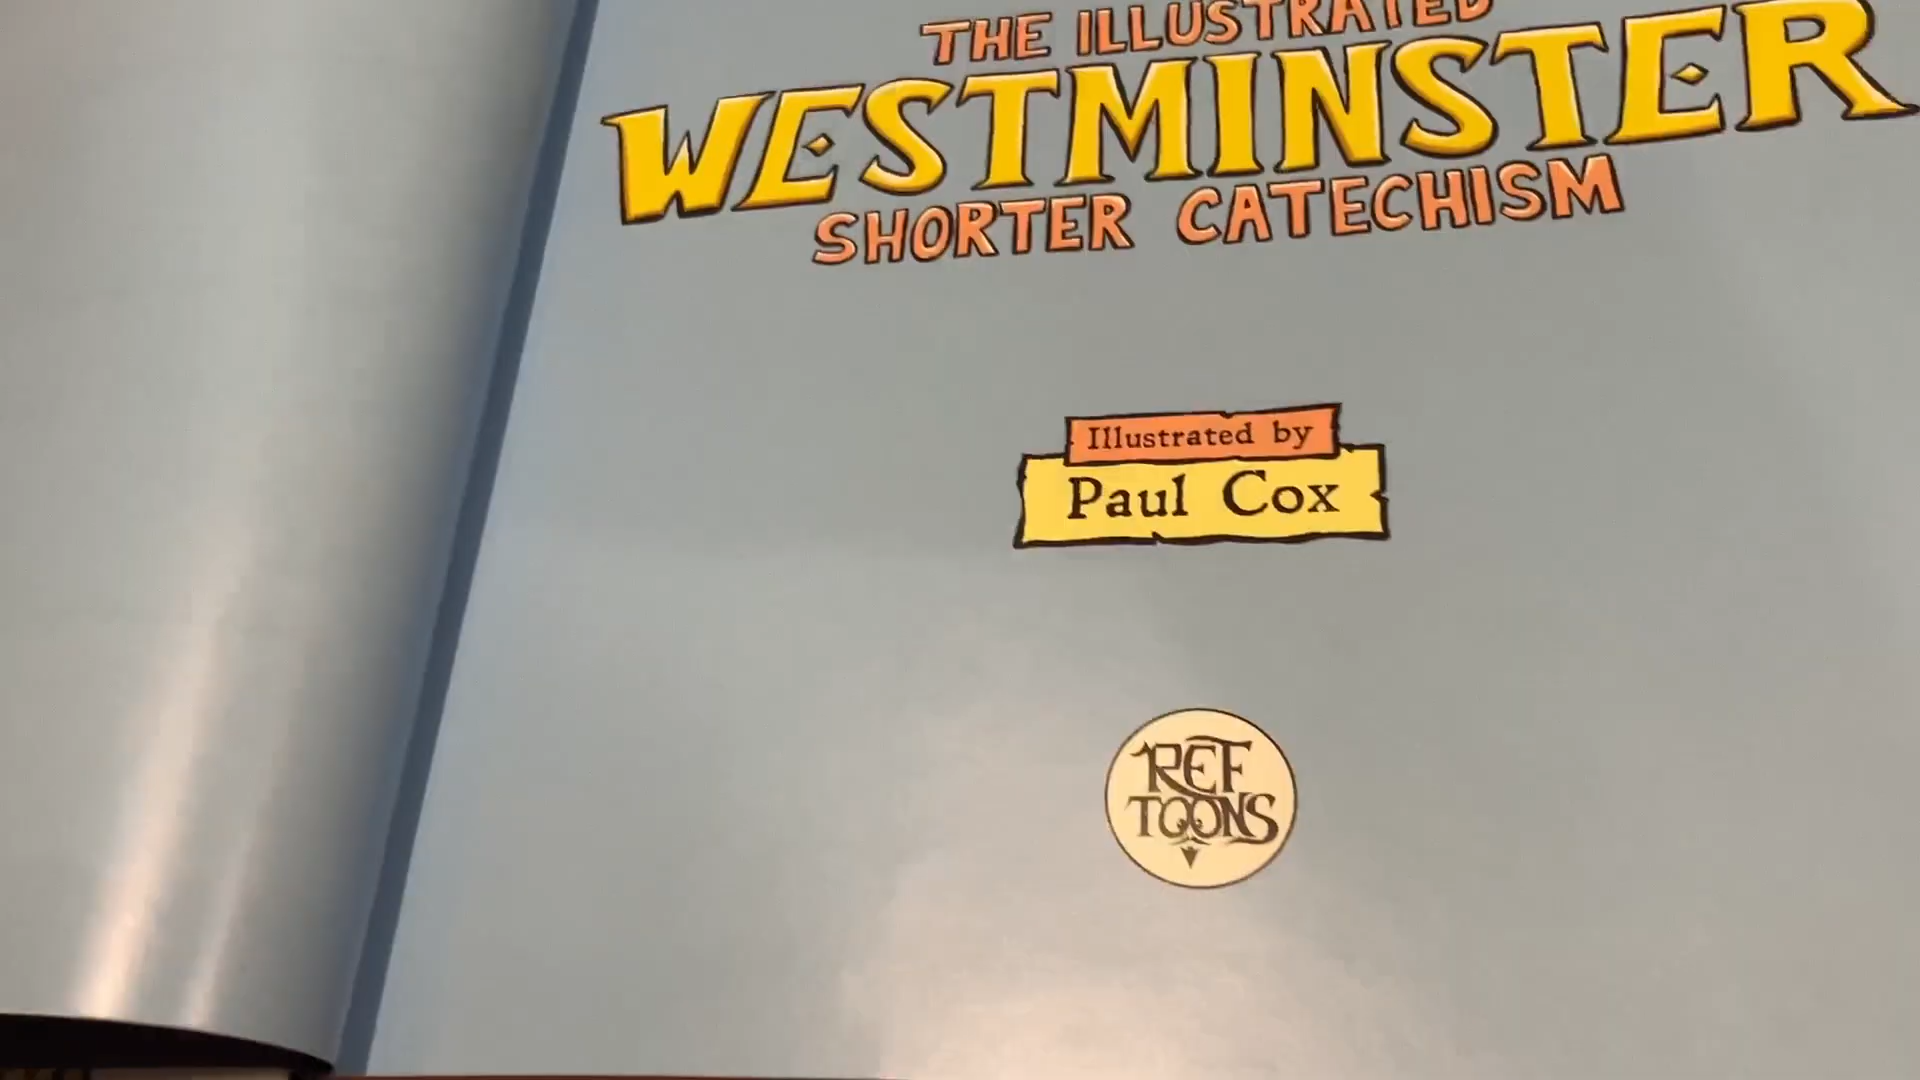 THE ILLUSTRATED
WESTMINSTER
SHORTER CATECHISM
Illustrated by
Paul Cox
REF
TOONS